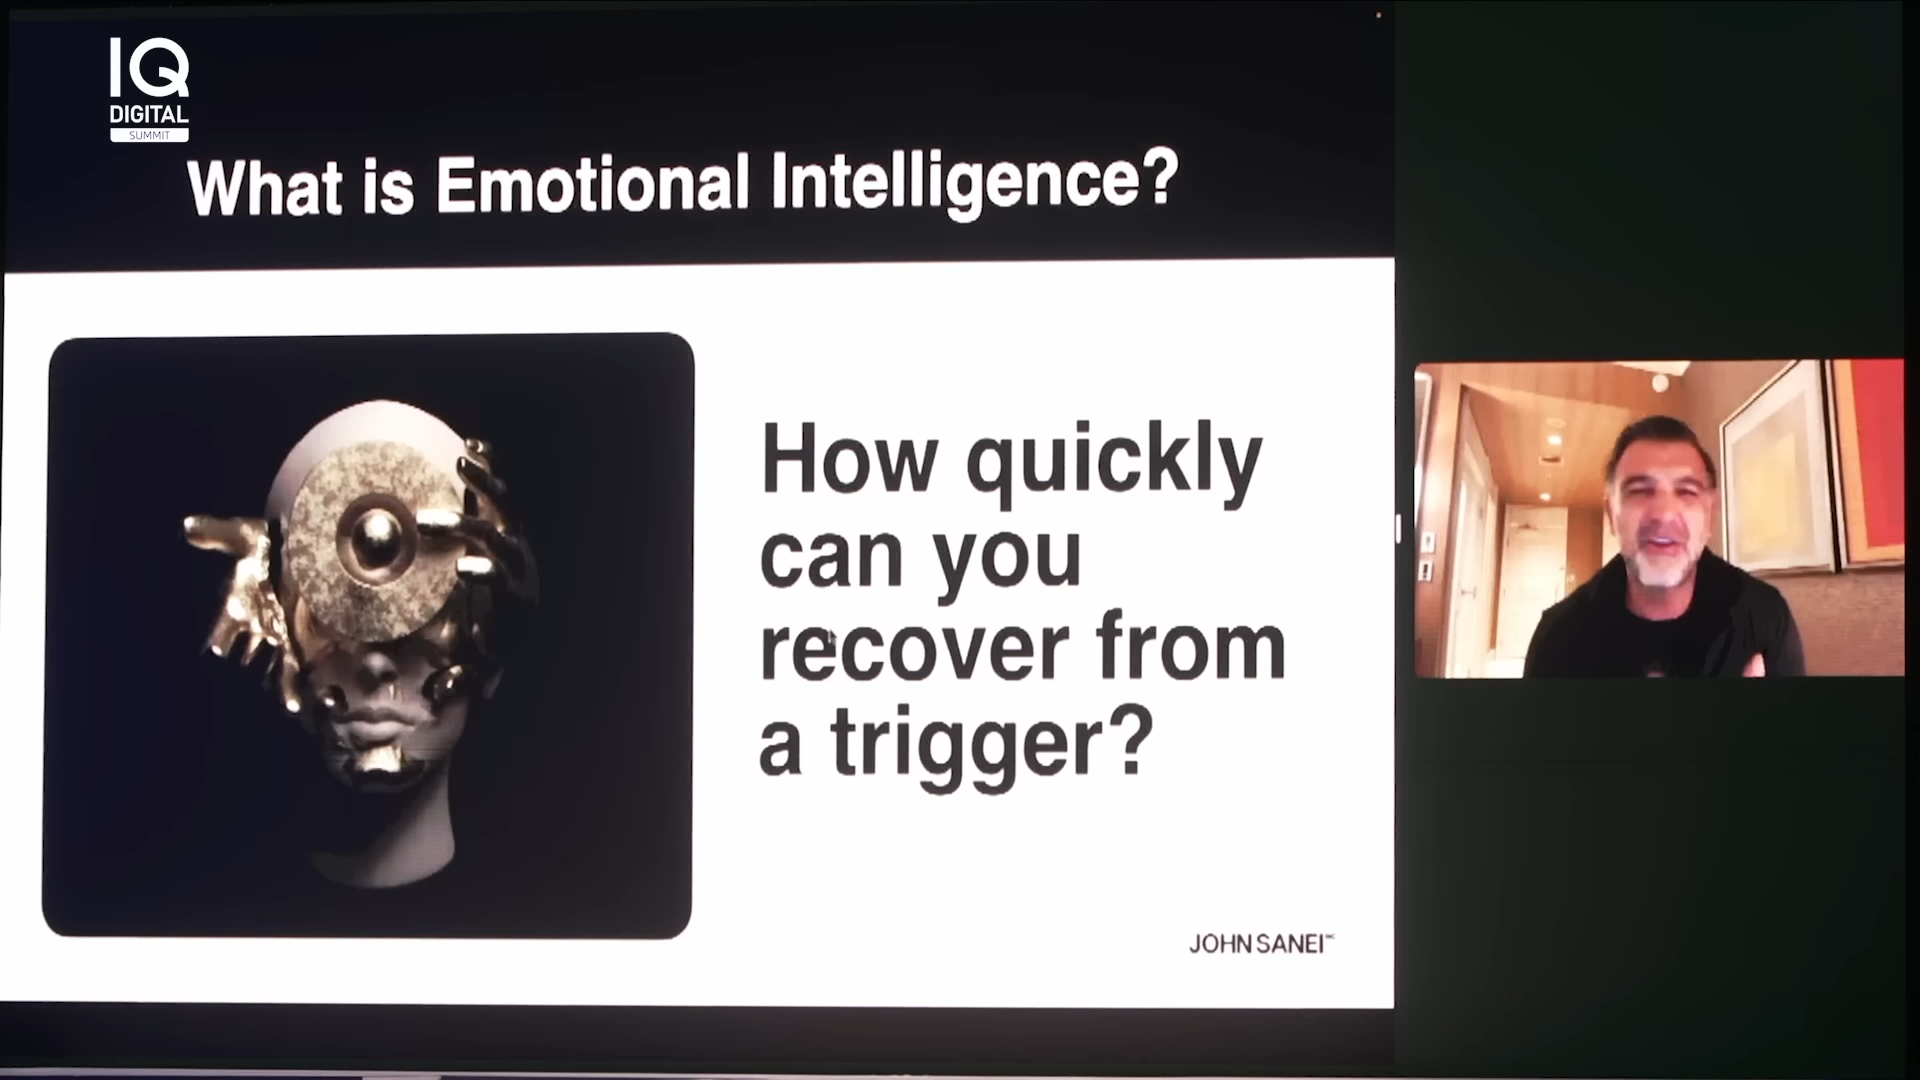 IQ
DIGITAL
SUMMIT
What is Emotional Intelligence?
How quickly
can you
recover from
a trigger?
JOHN SANEI™